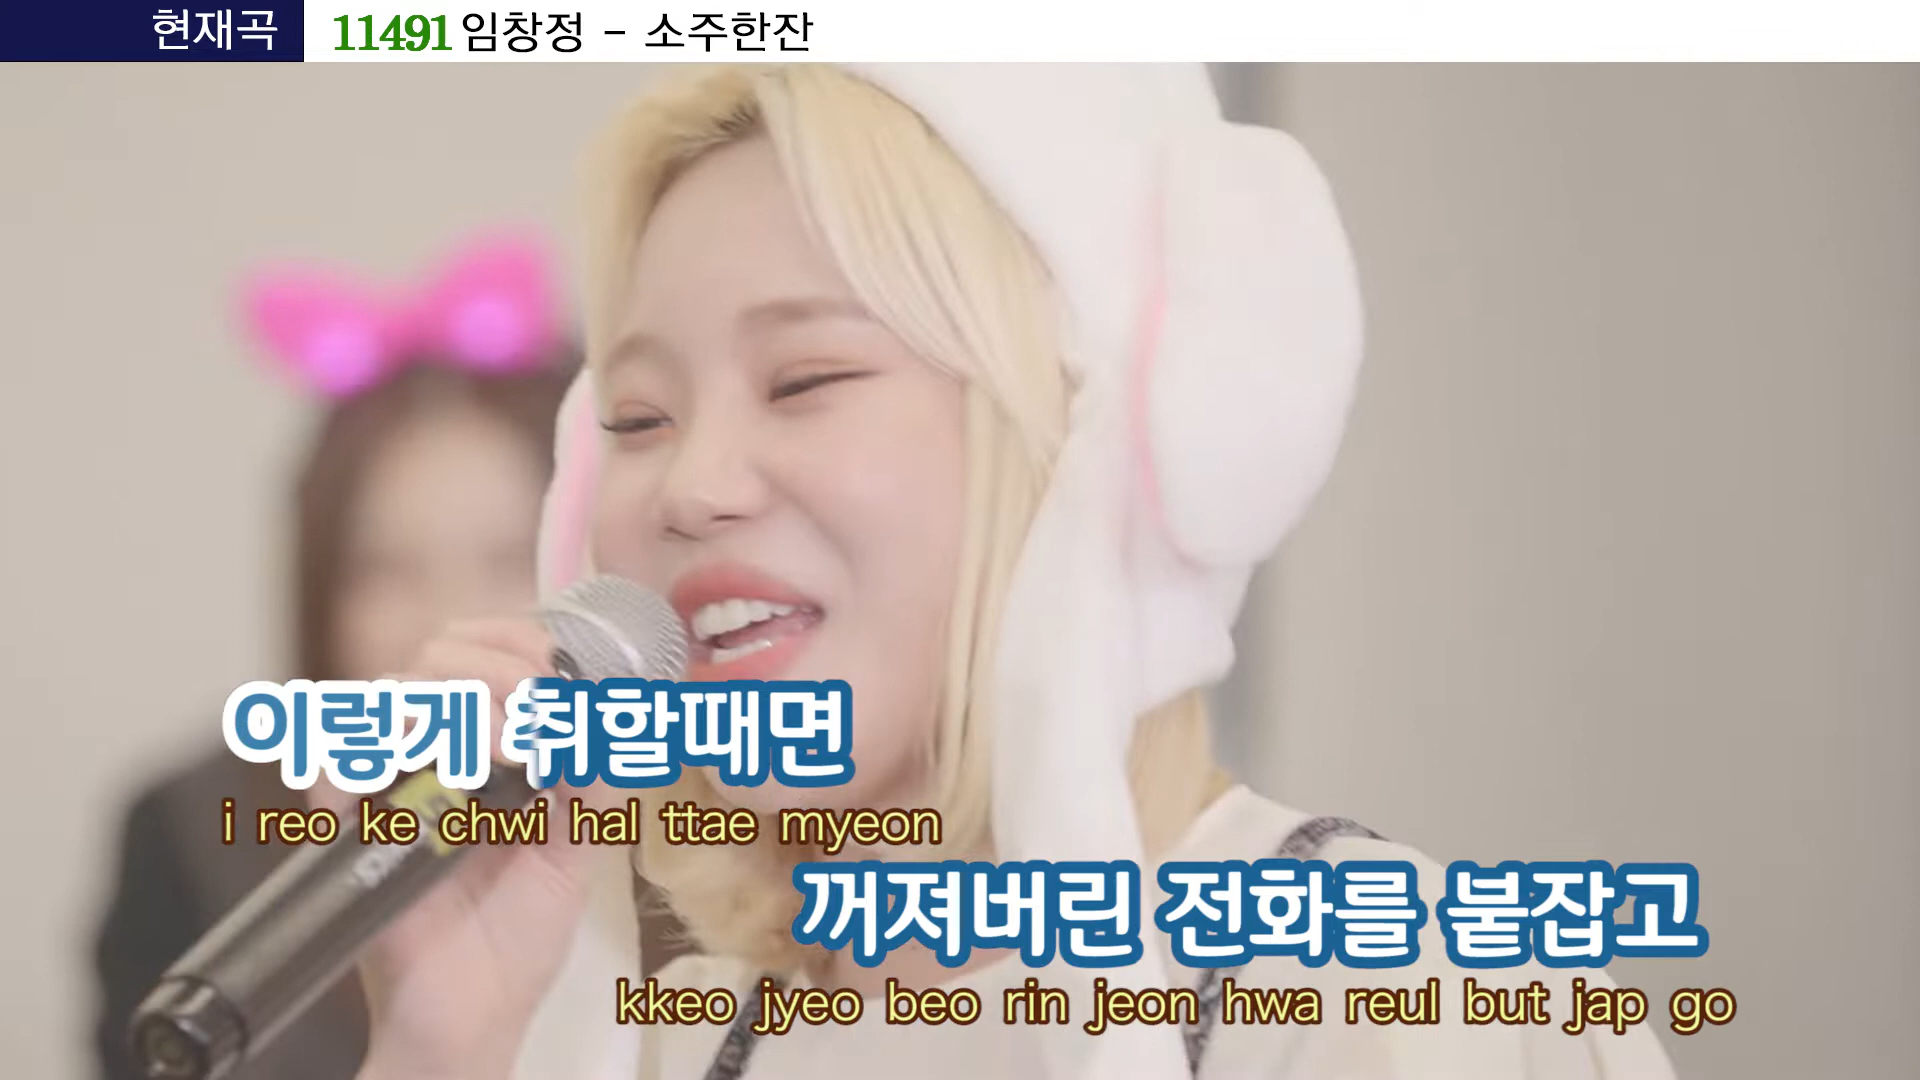 현재곡 11491 임창정 - 소주한잔
이렇게 취할때면
i reo ke chwi hal ttae myeon
꺼져버린 전화를 붙잡고
kkeo jyeo beo rin jeon hwa reul but jap go